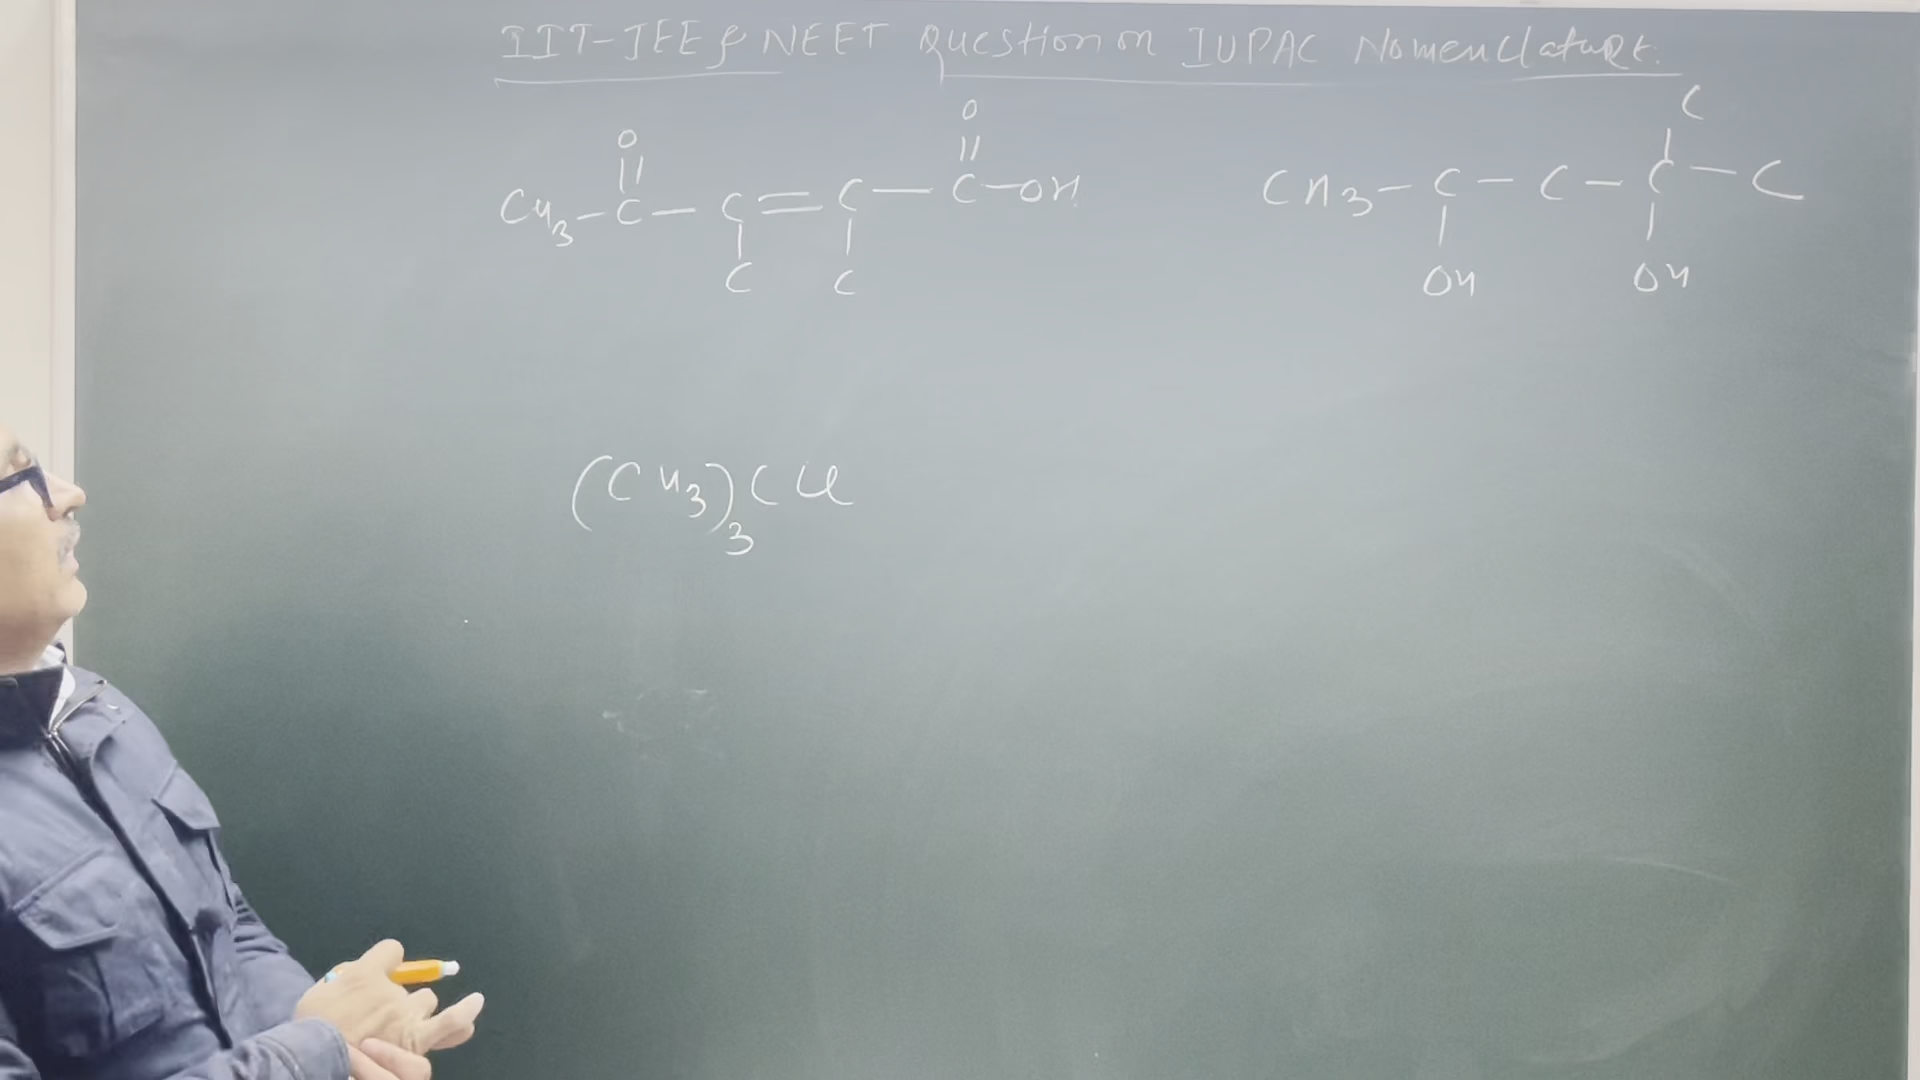 IIT-JEE & NEET Question on IUPAC Nomenclature.
O O C
CH3-C-C=C-C-OH CH3-C-C-C-C
C C OH OH
(CH3)3CCl